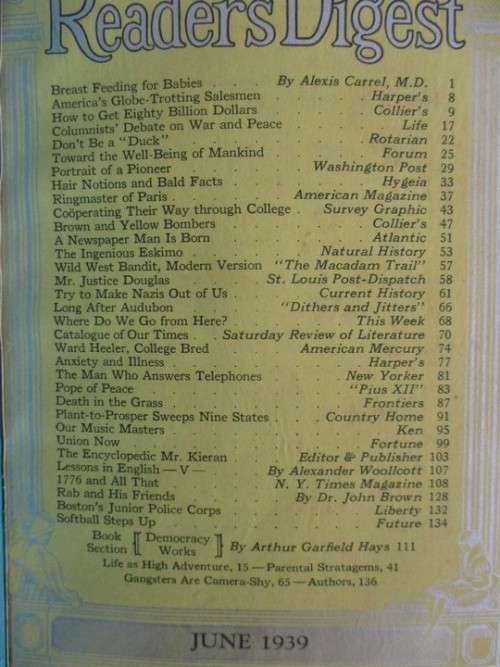 Readers Digest
Breast Feeding for Babies . . By Alexis Carrel, M.D. 1
America's Globe-Trotting Salesmen . . . Harper's 8
How to Get Eighty Billion Dollars . . . Collier's 9
Columnists' Debate on War and Peace . . . Life 17
Don't Be a "Duck" . . . Rotarian 22
Toward the Well-Being of Mankind . . . Forum 25
Portrait of a Pioneer . . . Washington Post 29
Hair Notions and Bald Facts . . . Hygeia 33
Ringmaster of Paris . . . American Magazine 37
Coöperating Their Way through College . Survey Graphic 43
Brown and Yellow Bombers . . . Collier's 47
A Newspaper Man Is Born . . . Atlantic 51
The Ingenious Eskimo . . . Natural History 53
Wild West Bandit, Modern Version "The Macadam Trail" 57
Mr. Justice Douglas . . . St. Louis Post-Dispatch 58
Try to Make Nazis Out of Us . . . Current History 61
Long After Audubon . . . "Dithers and Jitters" 66
Where Do We Go from Here? . . . This Week 68
Catalogue of Our Times . . Saturday Review of Literature 70
Ward Heeler, College Bred . . . American Mercury 74
Anxiety and Illness . . . Harper's 77
The Man Who Answers Telephones . . . New Yorker 81
Pope of Peace . . . "Pius XII" 83
Death in the Grass . . . Frontiers 87
Plant-to-Prosper Sweeps Nine States . . . Country Home 91
Our Music Masters . . . Ken 95
Union Now . . . Fortune 99
The Encyclopedic Mr. Kieran . . . Editor & Publisher 103
Lessons in English — V — . . By Alexander Woollcott 107
1776 and All That . . . N. Y. Times Magazine 108
Rab and His Friends . . . By Dr. John Brown 128
Boston's Junior Police Corps . . . Liberty 132
Softball Steps Up . . . Future 134
Book Section [ Democracy Works ] By Arthur Garfield Hays 111
Life as High Adventure, 15 — Parental Stratagems, 41
Gangsters Are Camera-Shy, 65 — Authors, 136
JUNE 1939